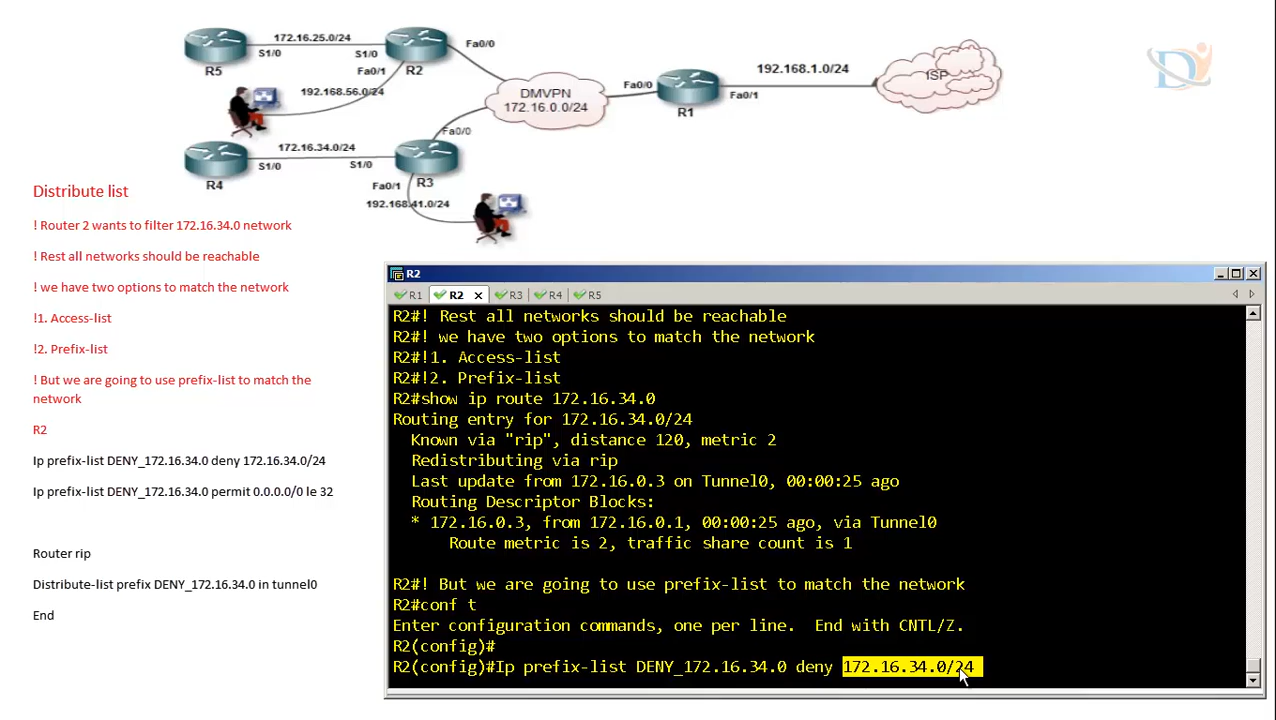 172.16.25.0/24
Fa0/0
S1/0
S1/0
R5
R2
Fa0/1
192.168.56.0/24
DMVPN
172.16.0.0/24
Fa0/0
192.168.1.0/24
ISP
Fa0/1
R1
Fa0/0
172.16.34.0/24
S1/0
S1/0
R4
R3
Fa0/1
192.168.41.0/24
Distribute list
! Router 2 wants to filter 172.16.34.0 network
! Rest all networks should be reachable
! we have two options to match the network
!1. Access-list
!2. Prefix-list
! But we are going to use prefix-list to match the
network
R2
Ip prefix-list DENY_172.16.34.0 deny 172.16.34.0/24
Ip prefix-list DENY_172.16.34.0 permit 0.0.0.0/0 le 32
Router rip
Distribute-list prefix DENY_172.16.34.0 in tunnel0
End
R2
R1 R2 R3 R4 R5
R2#! Rest all networks should be reachable
R2#! we have two options to match the network
R2#!1. Access-list
R2#!2. Prefix-list
R2#show ip route 172.16.34.0
Routing entry for 172.16.34.0/24
Known via "rip", distance 120, metric 2
Redistributing via rip
Last update from 172.16.0.3 on Tunnel0, 00:00:25 ago
Routing Descriptor Blocks:
* 172.16.0.3, from 172.16.0.1, 00:00:25 ago, via Tunnel0
Route metric is 2, traffic share count is 1
R2#! But we are going to use prefix-list to match the network
R2#conf t
Enter configuration commands, one per line. End with CNTL/Z.
R2(config)#
R2(config)#Ip prefix-list DENY_172.16.34.0 deny 172.16.34.0/24